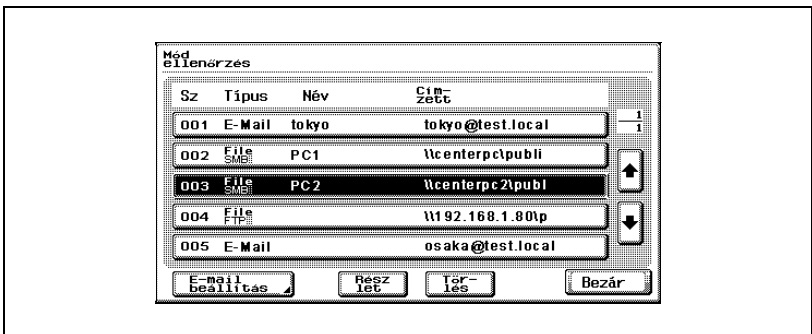 Mód
ellenőrzés
Sz Típus Név Cím-
zett
001 E-Mail tokyo tokyo@test.local
1
1
002 File
SMB PC1 \\centerpc\publi
003 File
SMB PC2 \\centerpc2\publ
004 File
FTP \\192.168.1.80\p
005 E-Mail osaka@test.local
E-mail
beállítás
Rész
let
Tör-
lés
Bezár